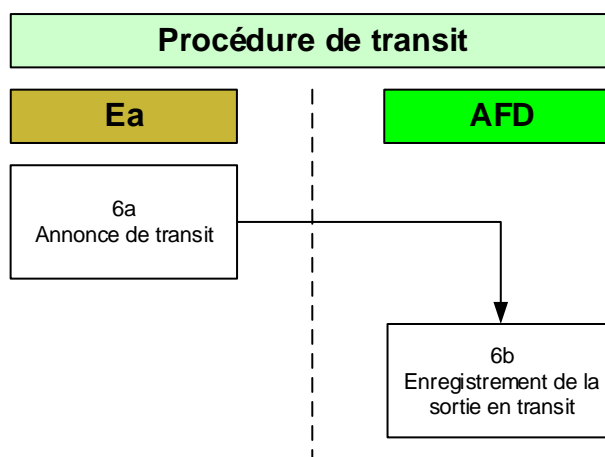 Procédure de transit
Ea
AFD
6a
Annonce de transit
6b
Enregistrement de la
sortie en transit